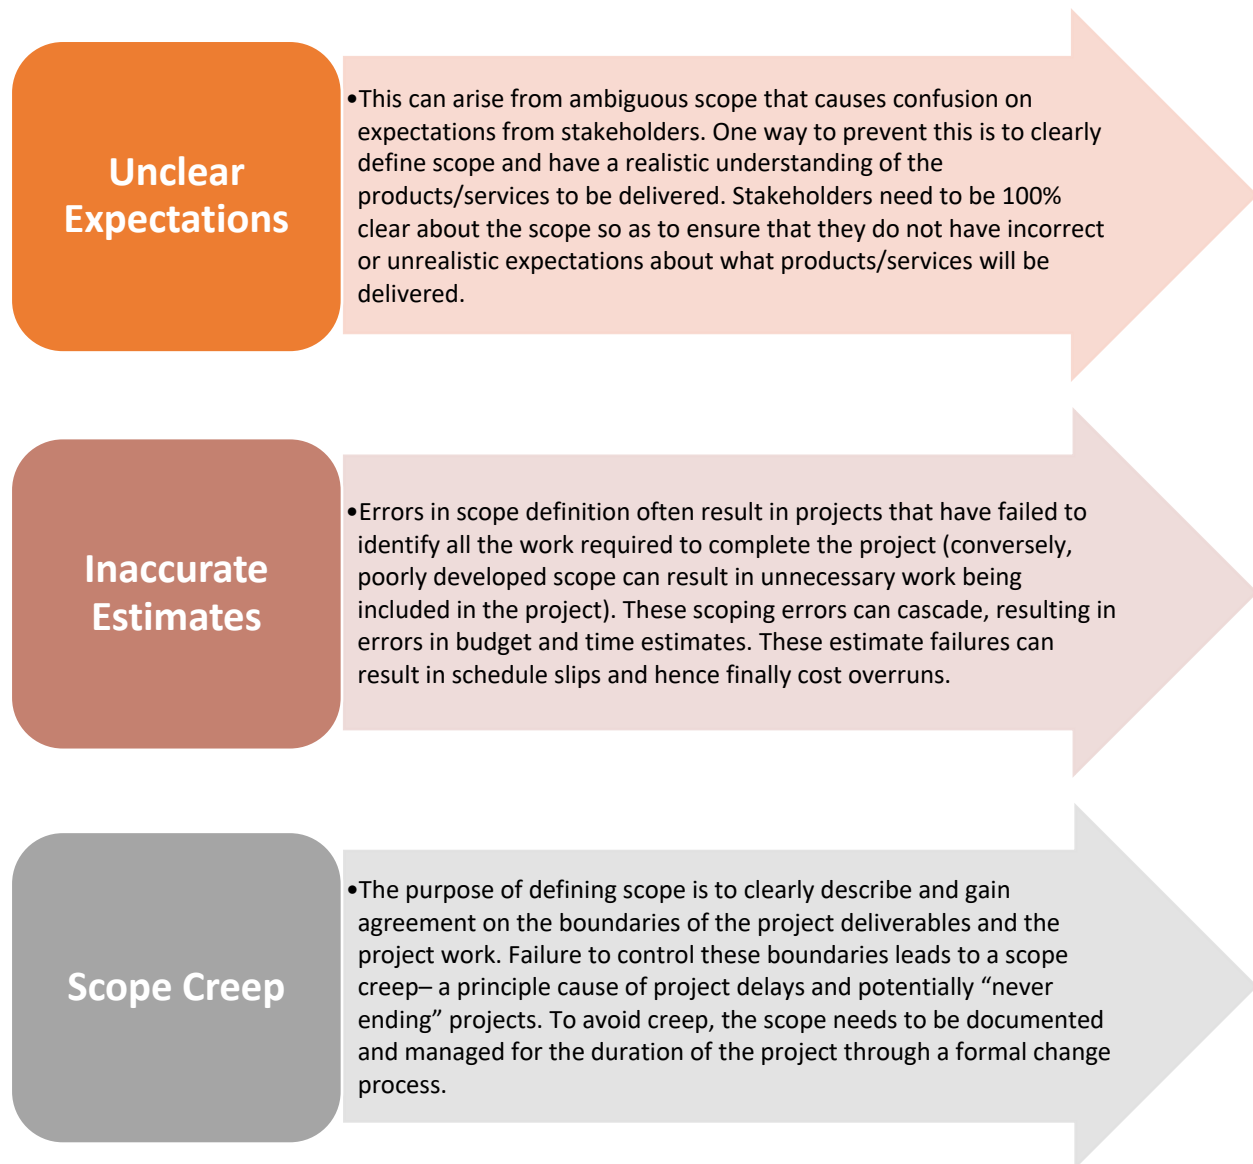 Unclear
Expectations
•This can arise from ambiguous scope that causes confusion on
expectations from stakeholders. One way to prevent this is to clearly
define scope and have a realistic understanding of the
products/services to be delivered. Stakeholders need to be 100%
clear about the scope so as to ensure that they do not have incorrect
or unrealistic expectations about what products/services will be
delivered.
Inaccurate
Estimates
•Errors in scope definition often result in projects that have failed to
identify all the work required to complete the project (conversely,
poorly developed scope can result in unnecessary work being
included in the project). These scoping errors can cascade, resulting in
errors in budget and time estimates. These estimate failures can
result in schedule slips and hence finally cost overruns.
Scope Creep
•The purpose of defining scope is to clearly describe and gain
agreement on the boundaries of the project deliverables and the
project work. Failure to control these boundaries leads to a scope
creep– a principle cause of project delays and potentially “never
ending” projects. To avoid creep, the scope needs to be documented
and managed for the duration of the project through a formal change
process.